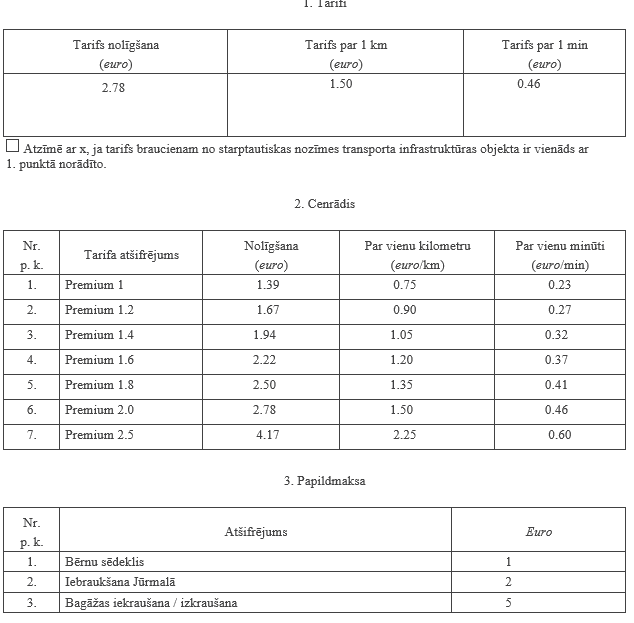 1. Tarifi
Tarifs nolīgšana Tarifs par 1 km Tarifs par 1 min
(euro) (euro) (euro)
2.78 1.50 0.46
Atzīmē ar x, ja tarifs braucienam no starptautiskas nozīmes transporta infrastruktūras objekta ir vienāds ar
1. punktā norādīto.
2. Cenrādis
Nr. Nolīgšana Par vienu kilometru Par vienu minūti
Tarifa atšifrējums
p. k. (euro) (euro/km) (euro/min)
1. Premium 1 1.39 0.75 0.23
2. Premium 1.2 1.67 0.90 0.27
3. Premium 1.4 1.94 1.05 0.32
4. Premium 1.6 2.22 1.20 0.37
5. Premium 1.8 2.50 1.35 0.41
6. Premium 2.0 2.78 1.50 0.46
7. Premium 2.5 4.17 2.25 0.60
3. Papildmaksa
Nr.
Atšifrējums Euro
p. k.
1. Bērnu sēdeklis 1
2. Iebraukšana Jūrmalā 2
3. Bagāžas iekraušana / izkraušana 5